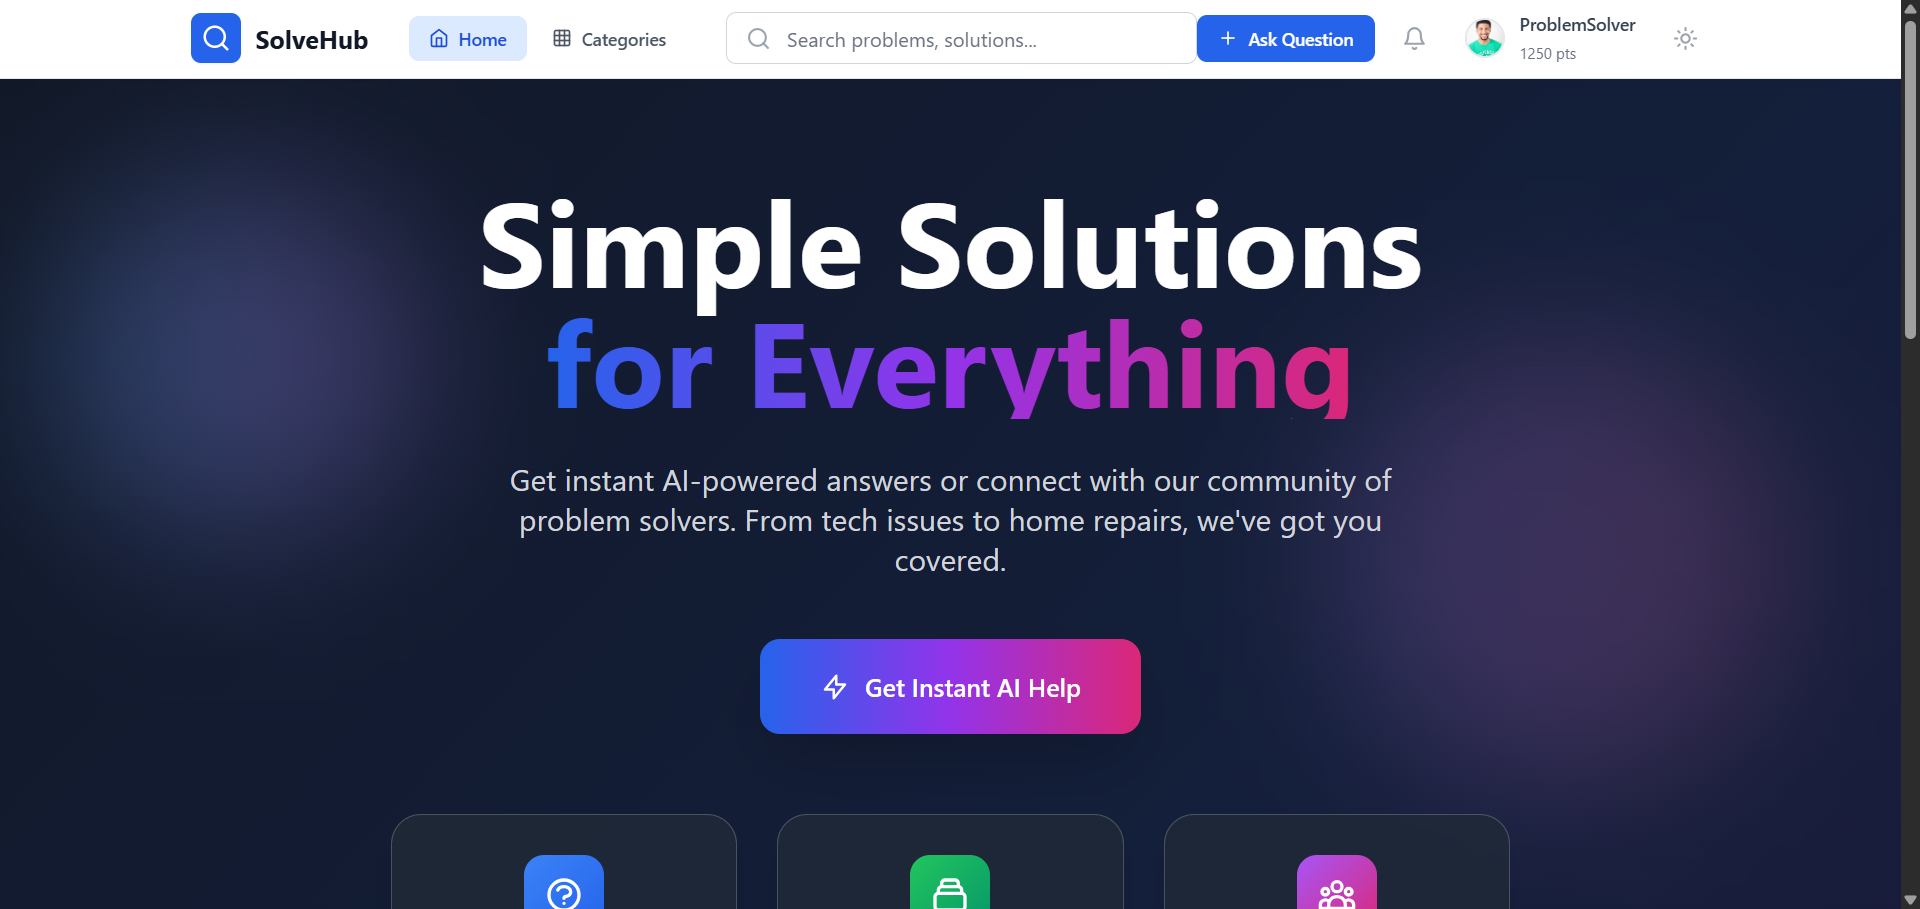 SolveHub
Home
Categories
Search problems, solutions...
Ask Question
ProblemSolver
1250 pts
Simple Solutions
for Everything
Get instant AI-powered answers or connect with our community of
problem solvers. From tech issues to home repairs, we've got you
covered.
Get Instant AI Help